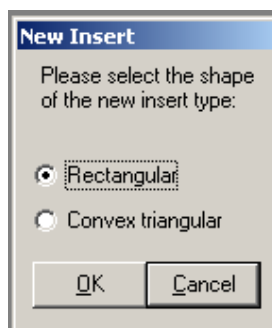 New Insert
Please select the shape
of the new insert type:
Rectangular
Convex triangular
OK
Cancel